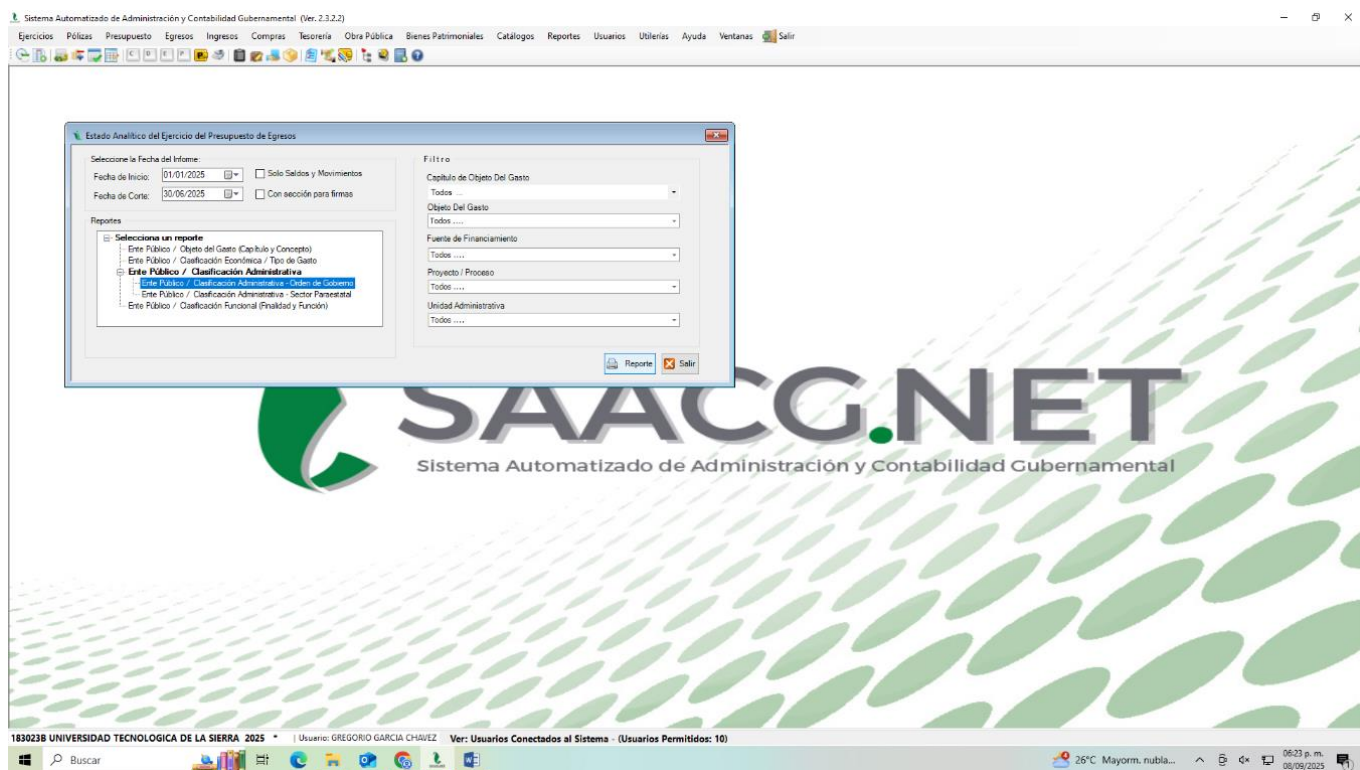 Sistema Automatizado de Administración y Contabilidad Gubernamental (Ver. 2.3.2.2)
Ejercicios Pólizas Presupuesto Egresos Ingresos Compras Tesorería Obra Pública Bienes Patrimoniales Catálogos Reportes Usuarios Utilerías Ayuda Ventanas Salir
C D E P
Estado Analítico del Ejercicio del Presupuesto de Egresos
Seleccione la Fecha del Informe:
Fecha de Inicio: 01/01/2025 Solo Saldos y Movimientos
Fecha de Corte: 30/06/2025 Con sección para firmas
Reportes
Selecciona un reporte
Ente Público / Objeto del Gasto (Capítulo y Concepto)
Ente Público / Clasificación Económica / Tipo de Gasto
Ente Público / Clasificación Administrativa
Ente Público / Clasificación Administrativa - Orden de Gobierno
Ente Público / Clasificación Administrativa - Sector Paraestatal
Ente Público / Clasificación Funcional (Finalidad y Función)
Filtro
Capítulo de Objeto Del Gasto
Todos ...
Objeto Del Gasto
Todos ....
Fuente de Financiamiento
Todos ....
Proyecto / Proceso
Todos ....
Unidad Administrativa
Todos ....
Reporte Salir
SAACG.NET
Sistema Automatizado de Administración y Contabilidad Gubernamental
183023B UNIVERSIDAD TECNOLOGICA DE LA SIERRA 2025 * | Usuario: GREGORIO GARCIA CHAVEZ Ver: Usuarios Conectados al Sistema - (Usuarios Permitidos: 10)
Buscar 26°C Mayorm. nubla... 06:23 p. m.
08/09/2025